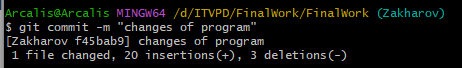 Arcalis@Arcalis MINGW64 /d/ITVPD/FinalWork/FinalWork (Zakharov)
$ git commit -m "changes of program"
[Zakharov f45bab9] changes of program
 1 file changed, 20 insertions(+), 3 deletions(-)